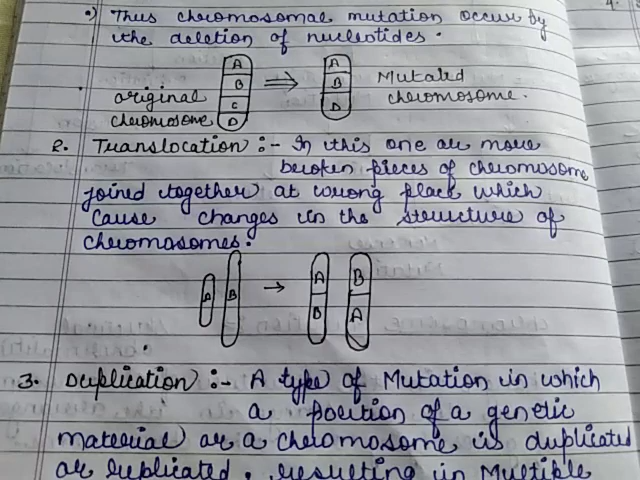 •) Thus chromosomal mutation occur by
the deletion of nucleotides.
A A
B B Mutated
original C D chromosome.
chromosome D
2. Translocation :- In this one or more
broken pieces of chromosome
joined together at wrong place which
cause changes in the structure of
chromosomes.
A B → A B
B A
3. Duplication :- A type of Mutation in which
a portion of a genetic
material or a chromosome is duplicated
or replicated, resulting in Multiple